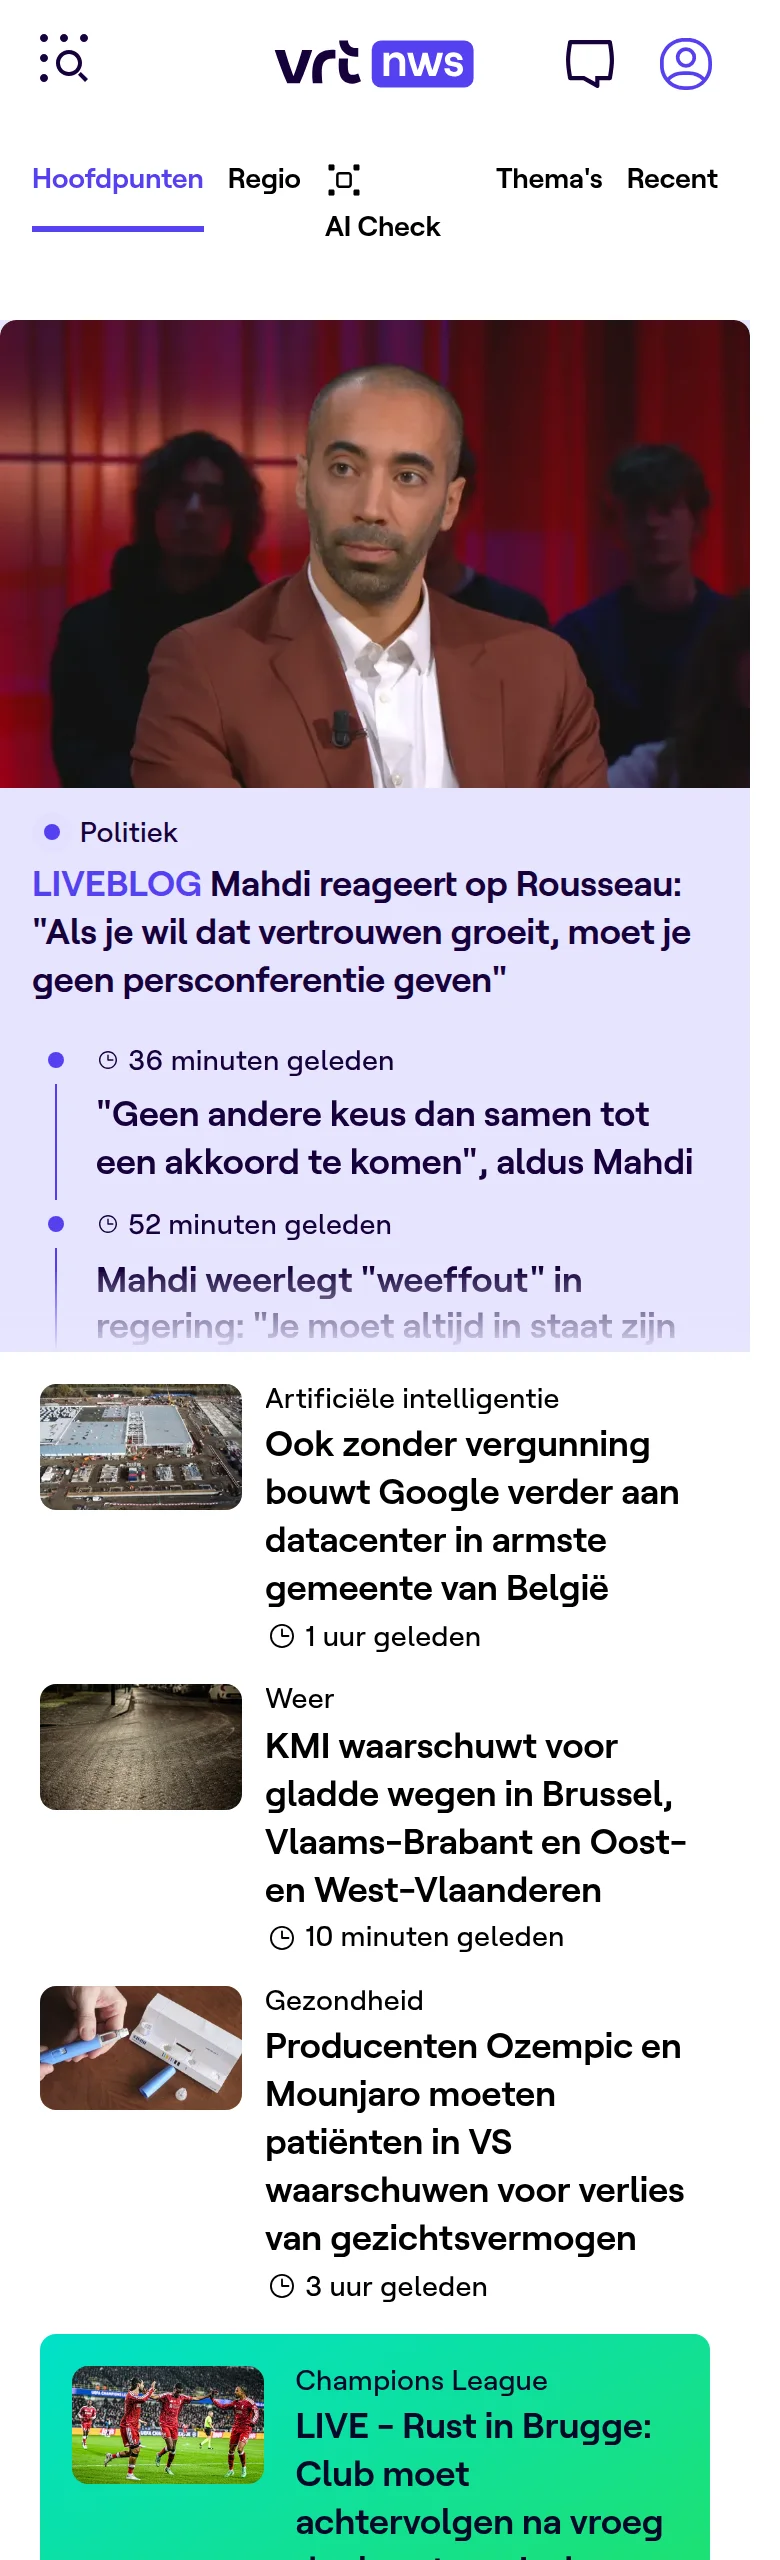 vrt nws
Hoofdpunten Regio AI Check Thema's Recent
Politiek
LIVEBLOG Mahdi reageert op Rousseau:
"Als je wil dat vertrouwen groeit, moet je
geen persconferentie geven"
36 minuten geleden
"Geen andere keus dan samen tot
een akkoord te komen", aldus Mahdi
52 minuten geleden
Mahdi weerlegt "weeffout" in
regering: "Je moet altijd in staat zijn
Artificiële intelligentie
Ook zonder vergunning
bouwt Google verder aan
datacenter in armste
gemeente van België
1 uur geleden
Weer
KMI waarschuwt voor
gladde wegen in Brussel,
Vlaams-Brabant en Oost-
en West-Vlaanderen
10 minuten geleden
Gezondheid
Producenten Ozempic en
Mounjaro moeten
patiënten in VS
waarschuwen voor verlies
van gezichtsvermogen
3 uur geleden
Champions League
LIVE - Rust in Brugge:
Club moet
achtervolgen na vroeg